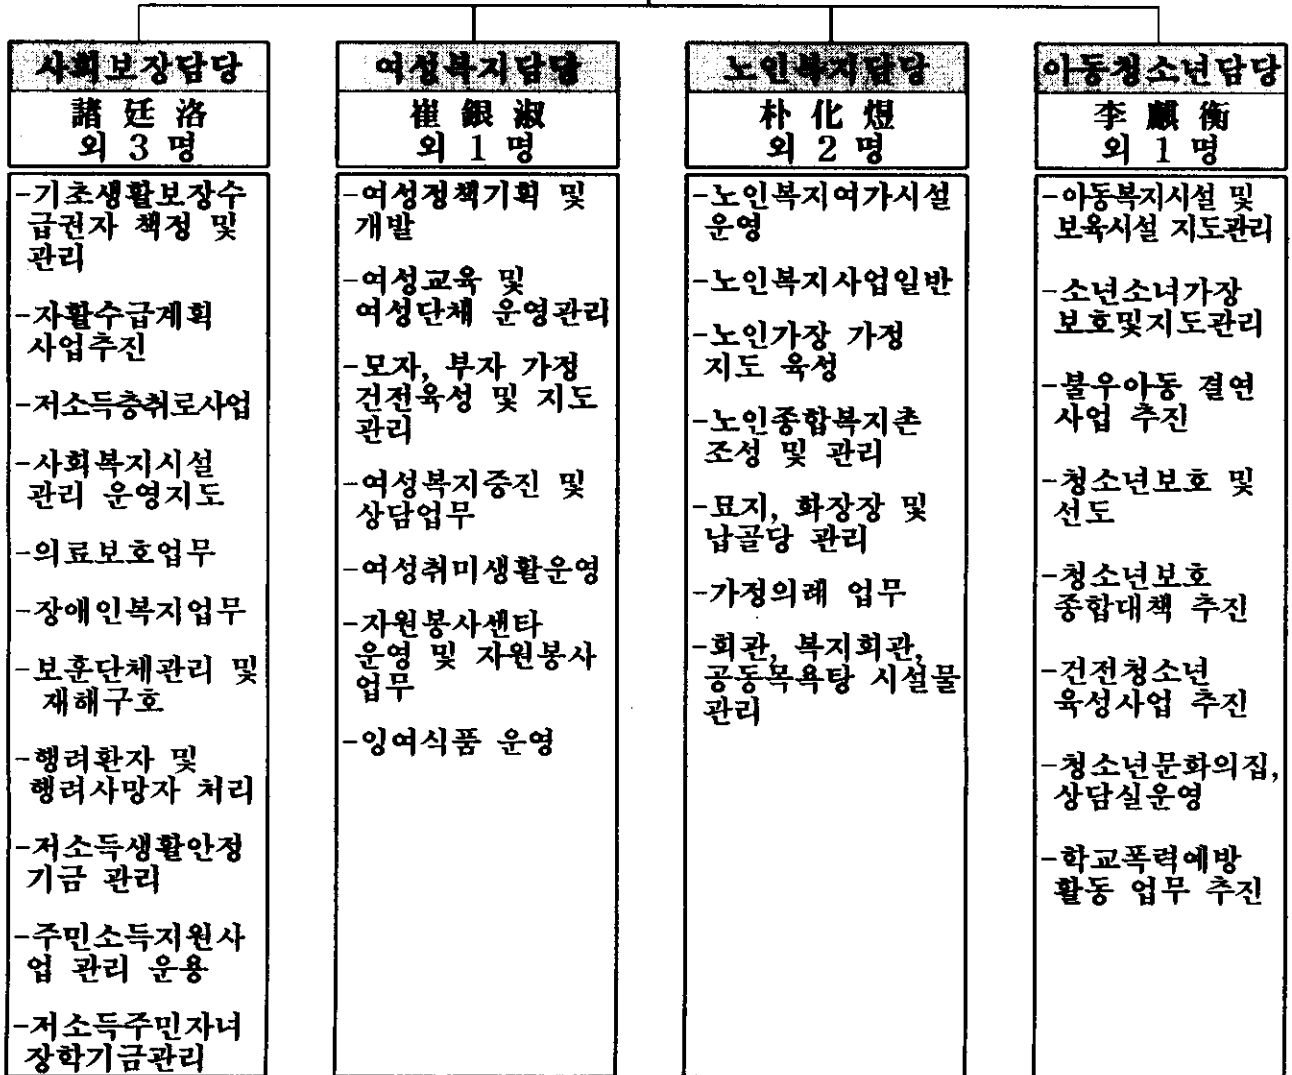 사회보장담당
諸廷洛
외 3 명
-기초생활보장수
급권자 책정 및
관리
-자활수급계획
사업추진
-저소득층취로사업
-사회복지시설
관리 운영지도
-의료보호업무
-장애인복지업무
-보훈단체관리 및
재해구호
-행려환자 및
행려사망자 처리
-저소득생활안정
기금 관리
-주민소득지원사
업 관리 운용
-저소득주민자녀
장학기금관리
여성복지담당
崔銀淑
외 1 명
-여성정책기획 및
개발
-여성교육 및
여성단체 운영관리
-모자, 부자 가정
건전육성 및 지도
관리
-여성복지증진 및
상담업무
-여성취미생활운영
-자원봉사센타
운영 및 자원봉사
업무
-잉여식품 운영
노인복지담당
朴化煜
외 2 명
-노인복지여가시설
운영
-노인복지사업일반
-노인가장 가정
지도 육성
-노인종합복지촌
조성 및 관리
-묘지, 화장장 및
납골당 관리
-가정의례 업무
-회관, 복지회관,
공동목욕탕 시설물
관리
아동청소년담당
李麒衡
외 1 명
-아동복지시설 및
보육시설 지도관리
-소년소녀가장
보호및지도관리
-불우아동 결연
사업 추진
-청소년보호 및
선도
-청소년보호
종합대책 추진
-건전청소년
육성사업 추진
-청소년문화의집,
상담실운영
-학교폭력예방
활동 업무 추진